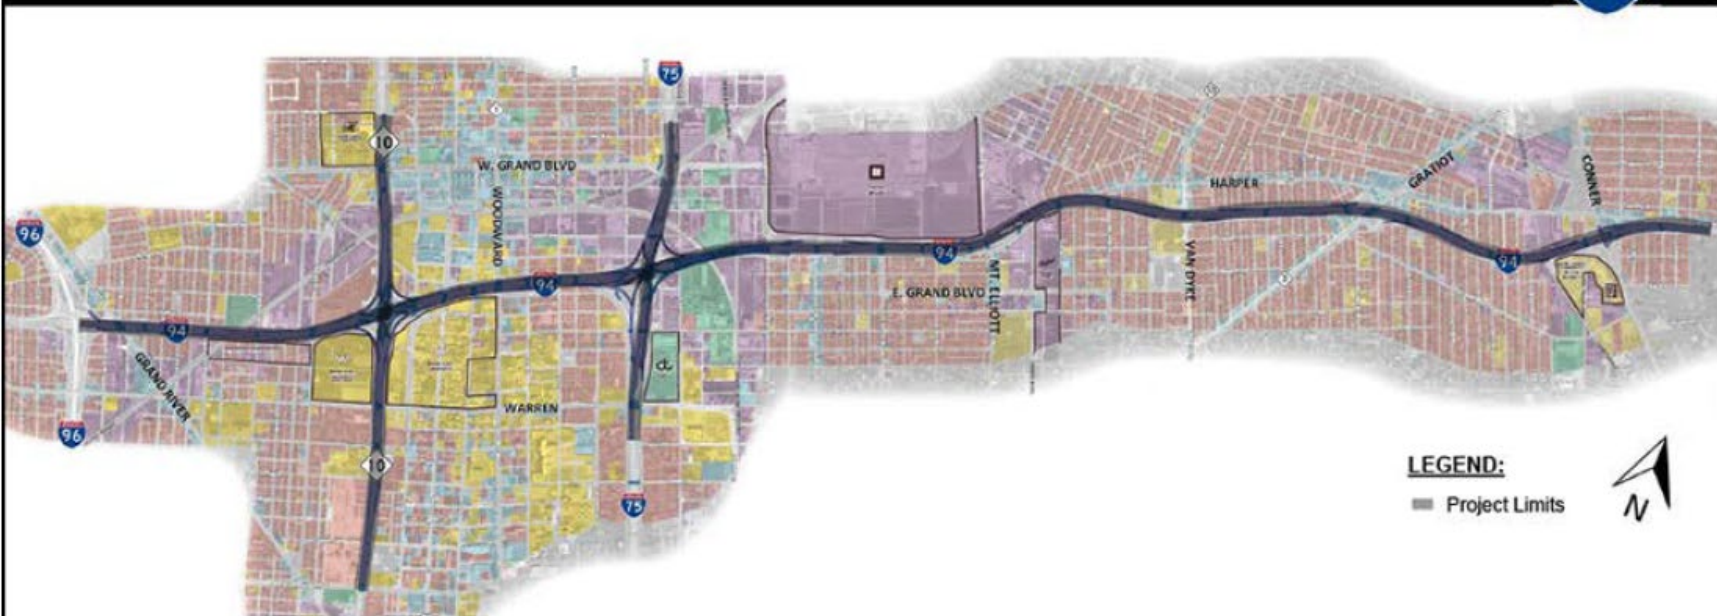 75
10
W. GRAND BLVD
WOODWARD
HARPER
GRATIOT
CONNER
96
94
94
94
94
MT. ELLIOTT
E. GRAND BLVD
VAN DYKE
GRAND RIVER
WARREN
96
10
75
LEGEND:
Project Limits
N